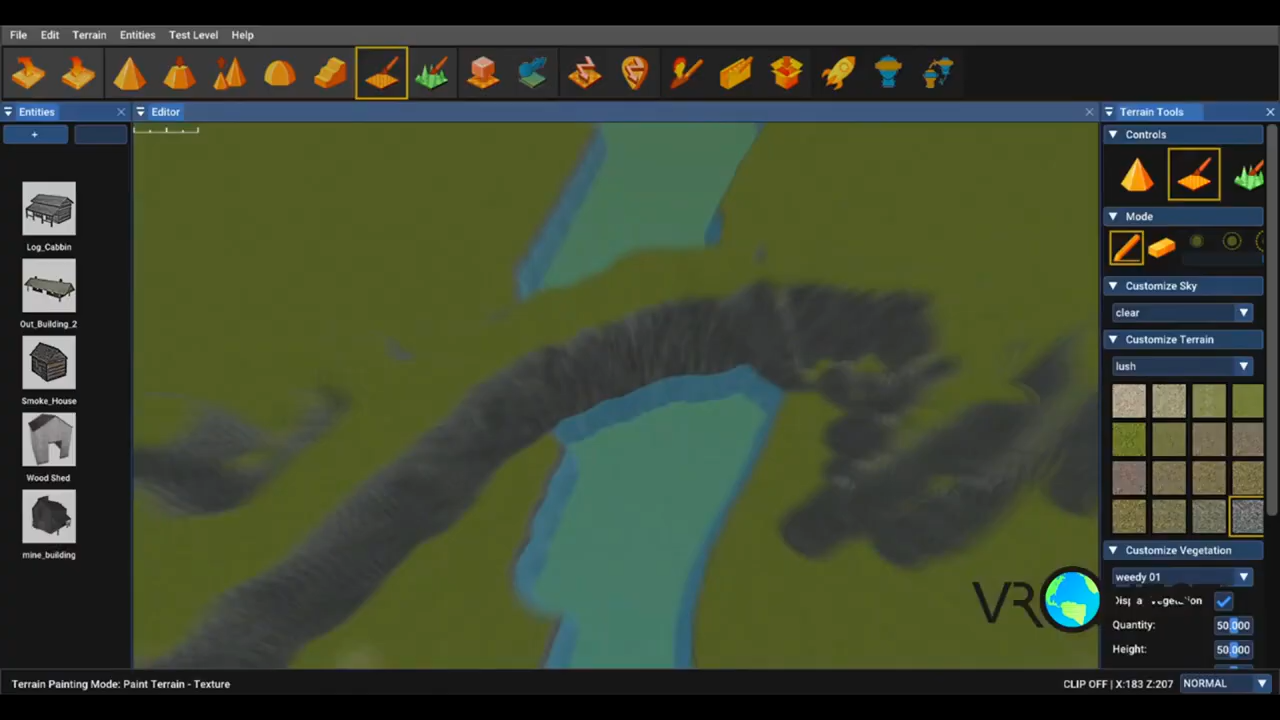 File Edit Terrain Entities Test Level Help
Entities
Editor
Terrain Tools
+
Controls
Log_Cabbin
Mode
Out_Building_2
Customize Sky
clear
Customize Terrain
lush
Smoke_House
Wood Shed
mine_building
Customize Vegetation
weedy 01
VR
Quantity: 50.000
Height: 50.000
Terrain Painting Mode: Paint Terrain - Texture
CLIP OFF | X:183 Z:207 NORMAL